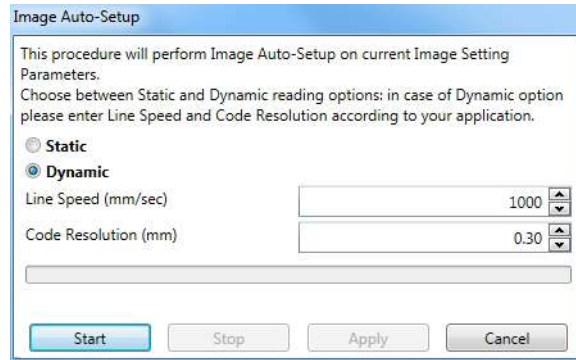 Image Auto-Setup
This procedure will perform Image Auto-Setup on current Image Setting
Parameters.
Choose between Static and Dynamic reading options: in case of Dynamic option
please enter Line Speed and Code Resolution according to your application.
Static
Dynamic
Line Speed (mm/sec) 1000
Code Resolution (mm) 0.30
Start Stop Apply Cancel